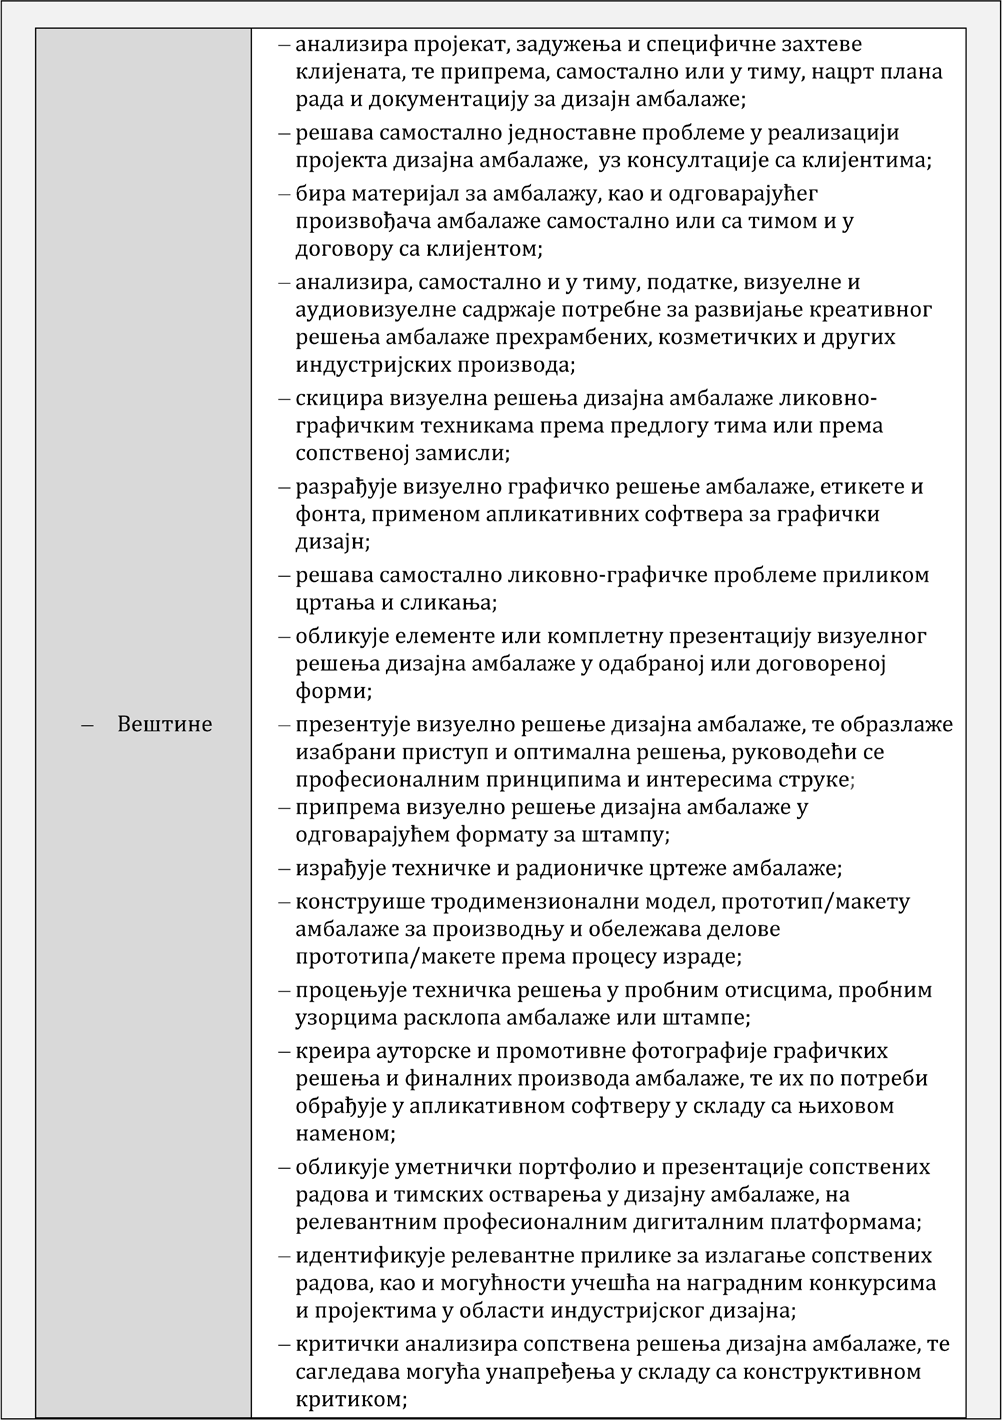 – анализира пројекат, задужења и специфичне захтеве
клијената, те припрема, самостално или у тиму, нацрт плана
рада и документацију за дизајн амбалаже;
– решава самостално једноставне проблеме у реализацији
пројекта дизајна амбалаже,  уз консултације са клијентима;
– бира материјал за амбалажу, као и одговарајућег
произвођача амбалаже самостално или са тимом и у
договору са клијентом;
– анализира, самостално и у тиму, податке, визуелне и
аудиовизуелне садржаје потребне за развијање креативног
решења амбалаже прехрамбених, козметичких и других
индустријских производа;
– скицира визуелна решења дизајна амбалаже ликовно-
графичким техникама према предлогу тима или према
сопственој замисли;
– разрађује визуелно графичко решење амбалаже, етикете и
фонта, применом апликативних софтвера за графички
дизајн;
– решава самостално ликовно-графичке проблеме приликом
цртања и сликања;
– обликује елементе или комплетну презентацију визуелног
решења дизајна амбалаже у одабраној или договореној
форми;
– Вештине
– презентује визуелно решење дизајна амбалаже, те образлаже
изабрани приступ и оптимална решења, руководећи се
професионалним принципима и интересима струке;
– припрема визуелно решење дизајна амбалаже у
одговарајућем формату за штампу;
– израђује техничке и радионичке цртеже амбалаже;
– конструише тродимензионални модел, прототип/макету
амбалаже за производњу и обележава делове
прототипа/макете према процесу израде;
– процењује техничка решења у пробним отисцима, пробним
узорцима расклопа амбалаже или штампе;
– креира ауторске и промотивне фотографије графичких
решења и финалних производа амбалаже, те их по потреби
обрађује у апликативном софтверу у складу са њиховом
наменом;
– обликује уметнички портфолио и презентације сопствених
радова и тимских остварења у дизајну амбалаже, на
релевантним професионалним дигиталним платформама;
– идентификује релевантне прилике за излагање сопствених
радова, као и могућности учешћа на наградним конкурсима
и пројектима у области индустријског дизајна;
– критички анализира сопствена решења дизајна амбалаже, те
сагледава могућа унапређења у складу са конструктивном
критиком;